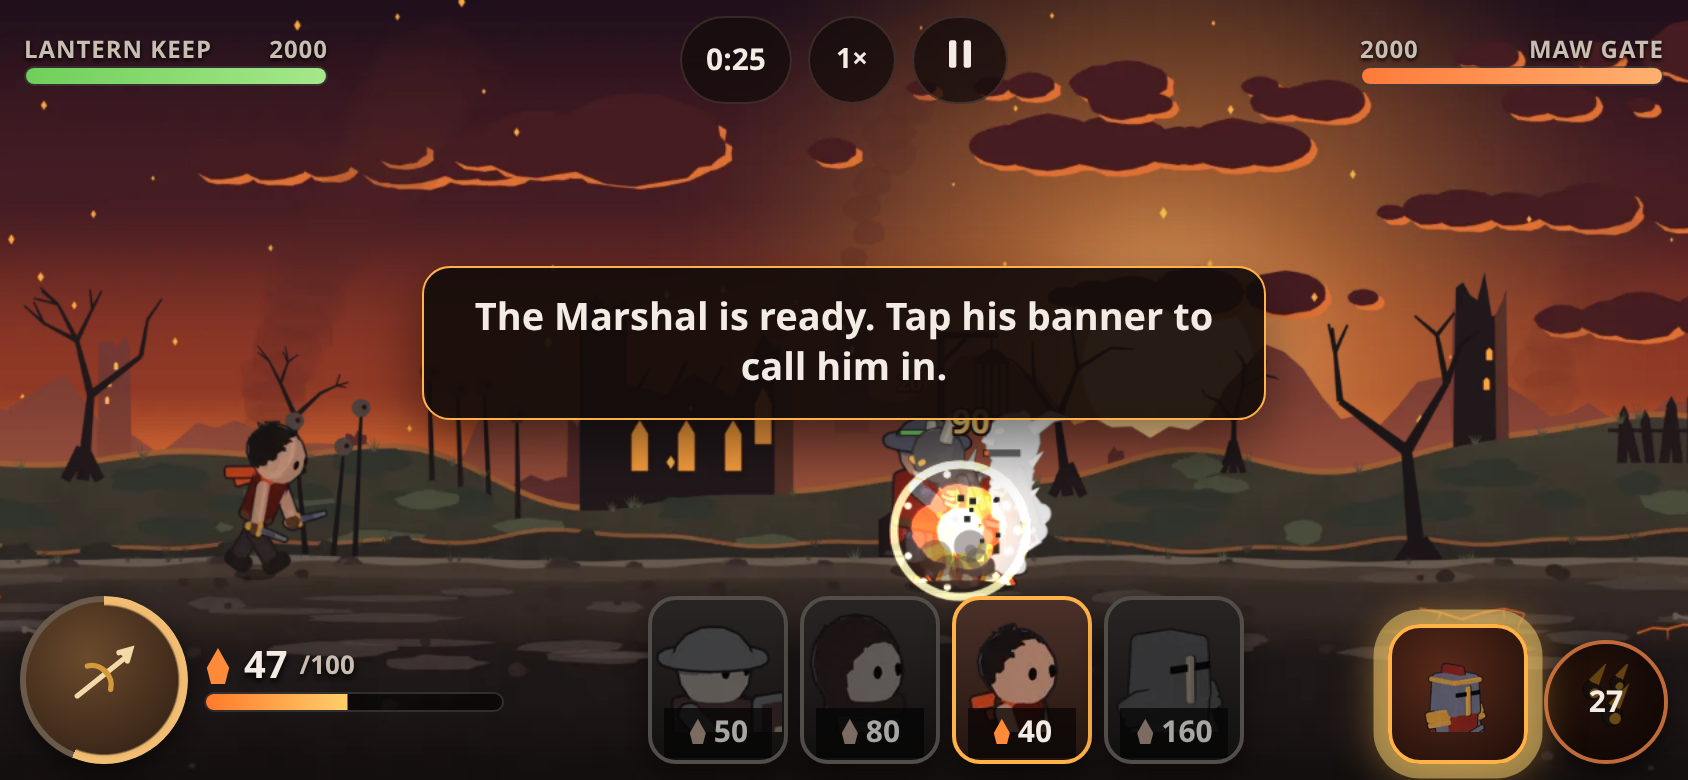 LANTERN KEEP 2000
0:25
1×
2000 MAW GATE
The Marshal is ready. Tap his banner to
call him in.
90
47 /100
50
80
40
160
27